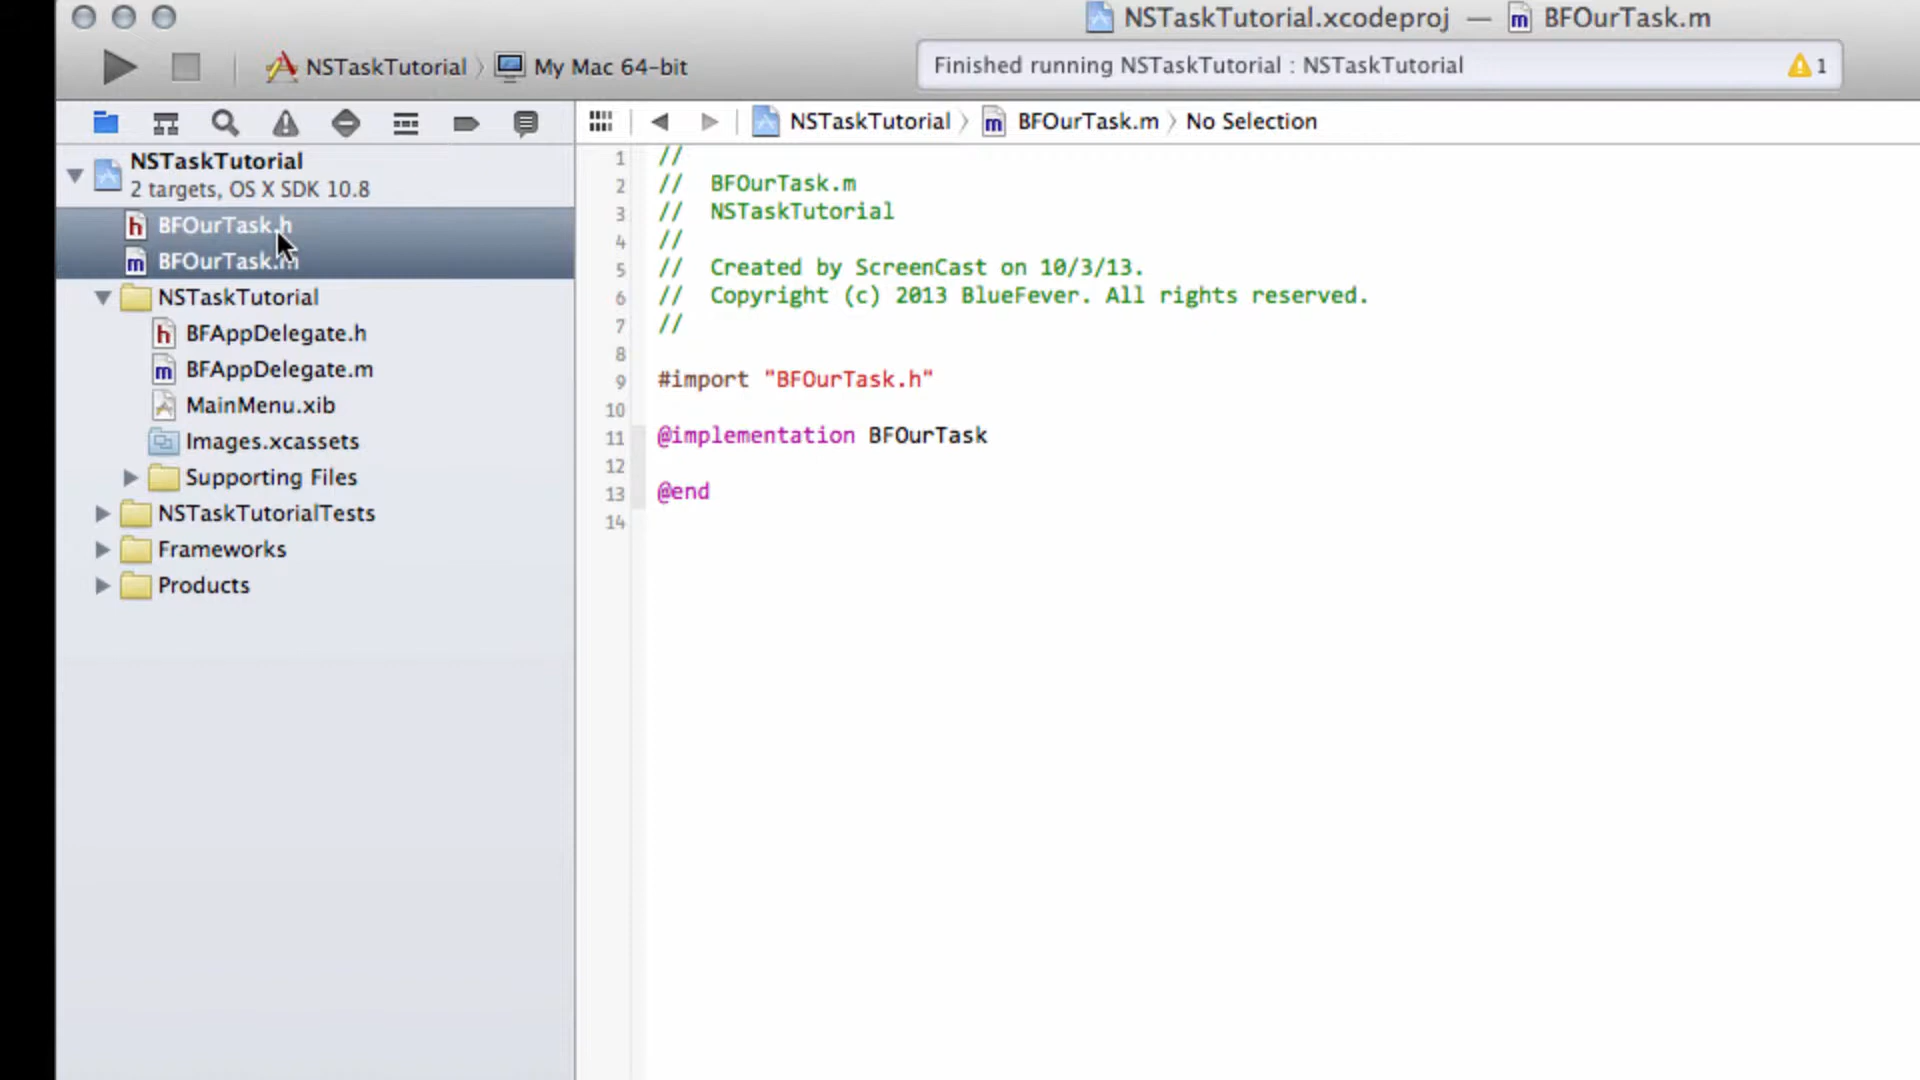 NSTaskTutorial.xcodeproj — m BFOurTask.m
NSTaskTutorial 〉 My Mac 64-bit
Finished running NSTaskTutorial : NSTaskTutorial
1
NSTaskTutorial 〉 m BFOurTask.m 〉 No Selection
NSTaskTutorial
2 targets, OS X SDK 10.8
h BFOurTask.h
m BFOurTask.m
NSTaskTutorial
h BFAppDelegate.h
m BFAppDelegate.m
MainMenu.xib
Images.xcassets
Supporting Files
NSTaskTutorialTests
Frameworks
Products
1 //
2 //  BFOurTask.m
3 //  NSTaskTutorial
4 //
5 //  Created by ScreenCast on 10/3/13.
6 //  Copyright (c) 2013 BlueFever. All rights reserved.
7 //
8
9 #import "BFOurTask.h"
10
11 @implementation BFOurTask
12
13 @end
14